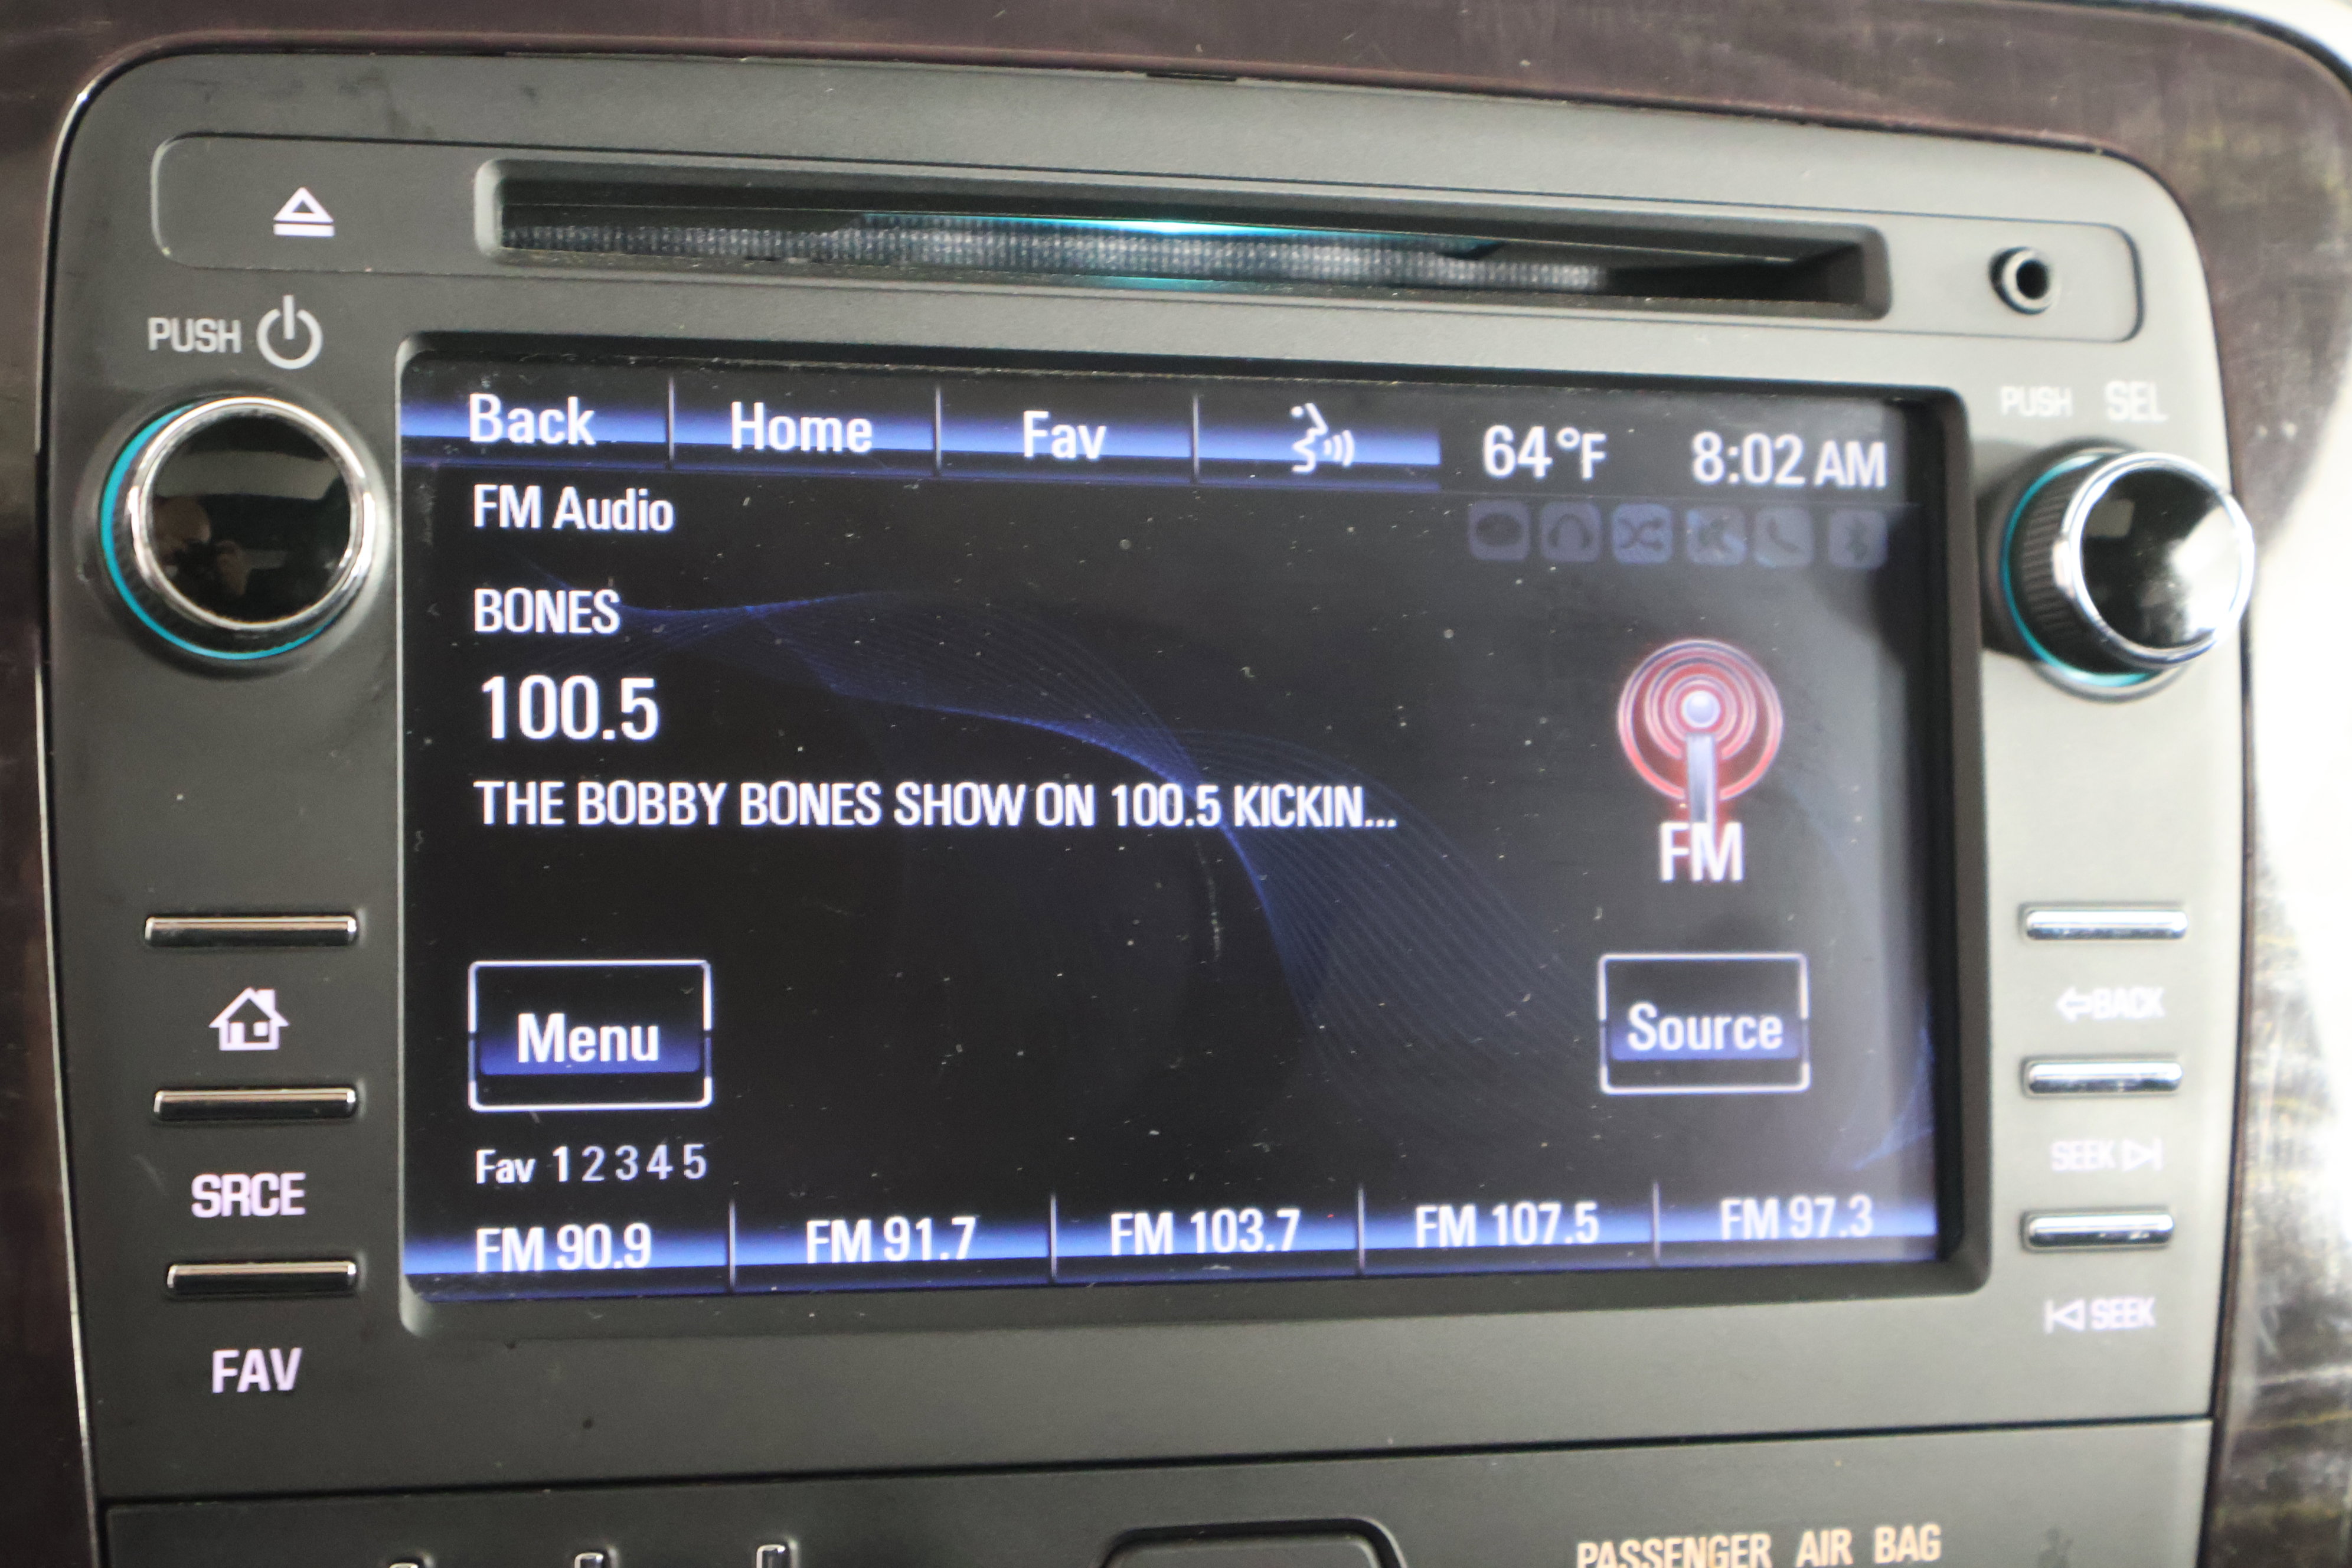 PUSH
PUSH SEL
Back Home Fav 64°F 8:02 AM
FM Audio
BONES
100.5
THE BOBBY BONES SHOW ON 100.5 KICKIN...
FM
Menu
Source
BACK
SEEK
SEEK
Fav 1 2 3 4 5
FM 90.9 FM 91.7 FM 103.7 FM 107.5 FM 97.3
SRCE
FAV
PASSENGER AIR BAG